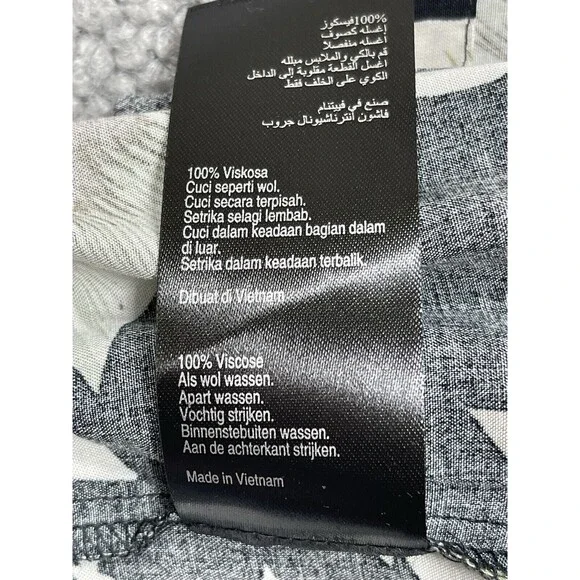 100%فيسكوز
إغسله كصوف
أغسله منفصلا
قم بالكي والملابس مبلله
إغسل القطعة مقلوبة إلى الداخل
الكوي على الخلف فقط
صنع في فييتنام
فاشون انترناشيونال جروب
100% Viskosa
Cuci seperti wol.
Cuci secara terpisah.
Setrika selagi lembab.
Cuci dalam keadaan bagian dalam
di luar.
Setrika dalam keadaan terbalik.
Dibuat di Vietnam
100% Viscose
Als wol wassen.
Apart wassen.
Vochtig strijken.
Binnenstebuiten wassen.
Aan de achterkant strijken.
Made in Vietnam